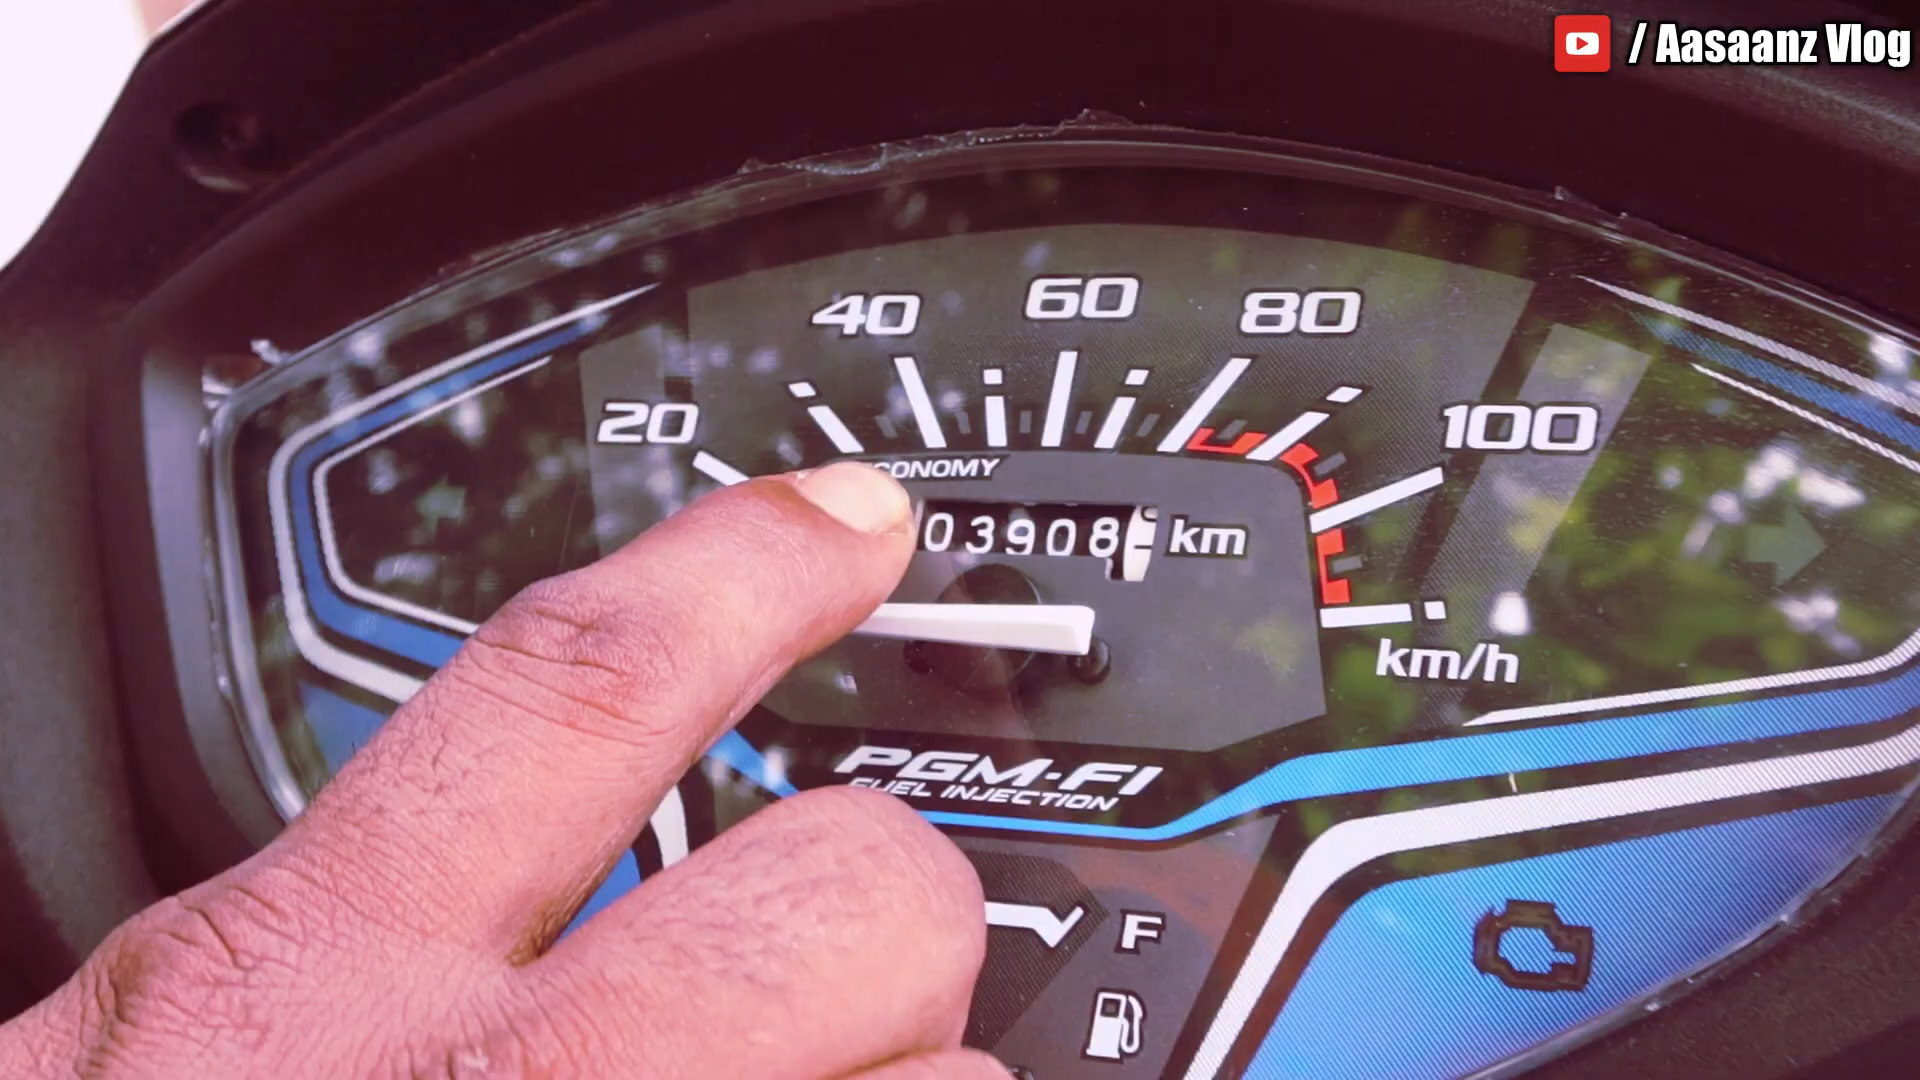 / Aasaanz Vlog
40 60 80
20 100
ECONOMY
03908 km
km/h
PGM-FI
FUEL INJECTION
F